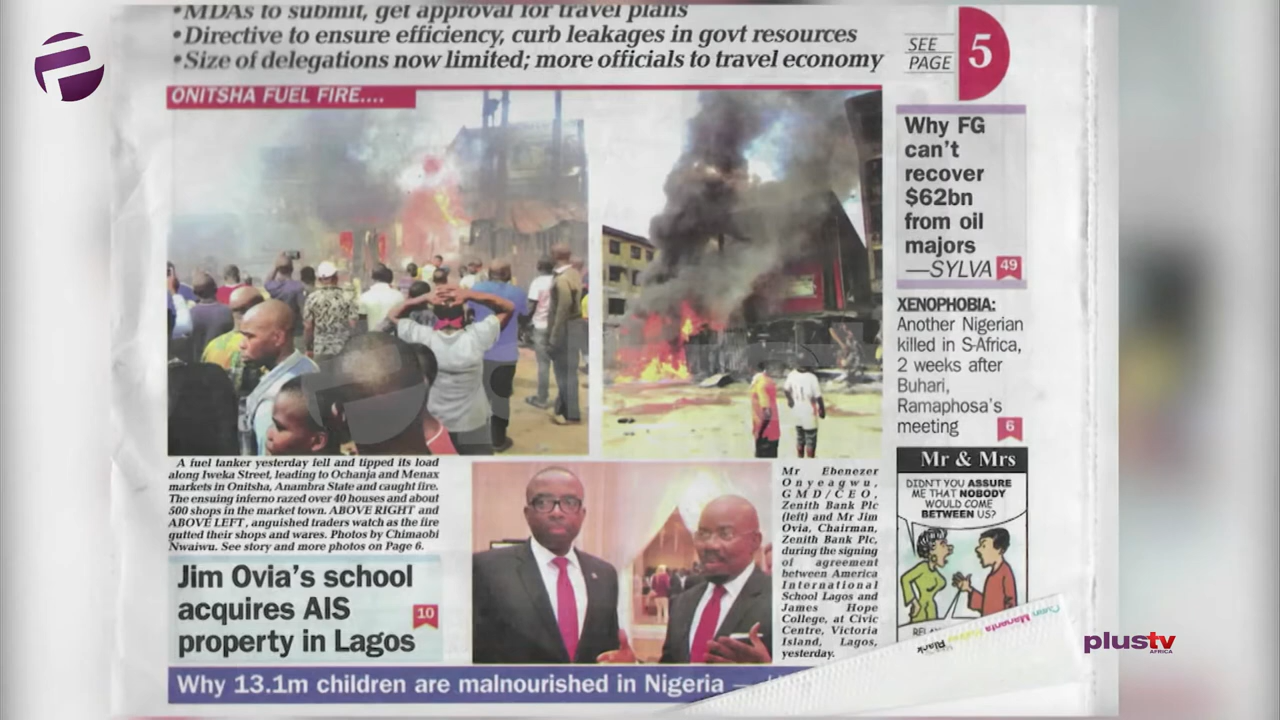 •MDAs to submit, get approval for travel plans
•Directive to ensure efficiency, curb leakages in govt resources
•Size of delegations now limited; more officials to travel economy
SEE
PAGE
5
ONITSHA FUEL FIRE....
Why FG
can't
recover
$62bn
from oil
majors
—SYLVA 49
XENOPHOBIA:
Another Nigerian
killed in S-Africa,
2 weeks after
Buhari,
Ramaphosa's
meeting 6
A fuel tanker yesterday fell and tipped its load
along Iweka Street, leading to Ochanja and Menax
markets in Onitsha, Anambra State and caught fire.
The ensuing inferno razed over 40 houses and about
500 shops in the market town. ABOVE RIGHT and
ABOVE LEFT, anguished traders watch as the fire
gutted their shops and wares. Photos by Chimaobi
Nwaiwu. See story and more photos on Page 6.
Jim Ovia's school
acquires AIS
property in Lagos
10
Mr Ebenezer
Onyeagwu,
GMD/CEO,
Zenith Bank Plc
(left) and Mr Jim
Ovia, Chairman,
Zenith Bank Plc,
during the signing
of agreement
between America
International
School Lagos and
James Hope
College, at Civic
Centre, Victoria
Island, Lagos,
yesterday.
Mr & Mrs
DIDN'T YOU ASSURE
ME THAT NOBODY
WOULD COME
BETWEEN US?
Black
Why 13.1m children are malnourished in Nigeria —
plustv
AFRICA